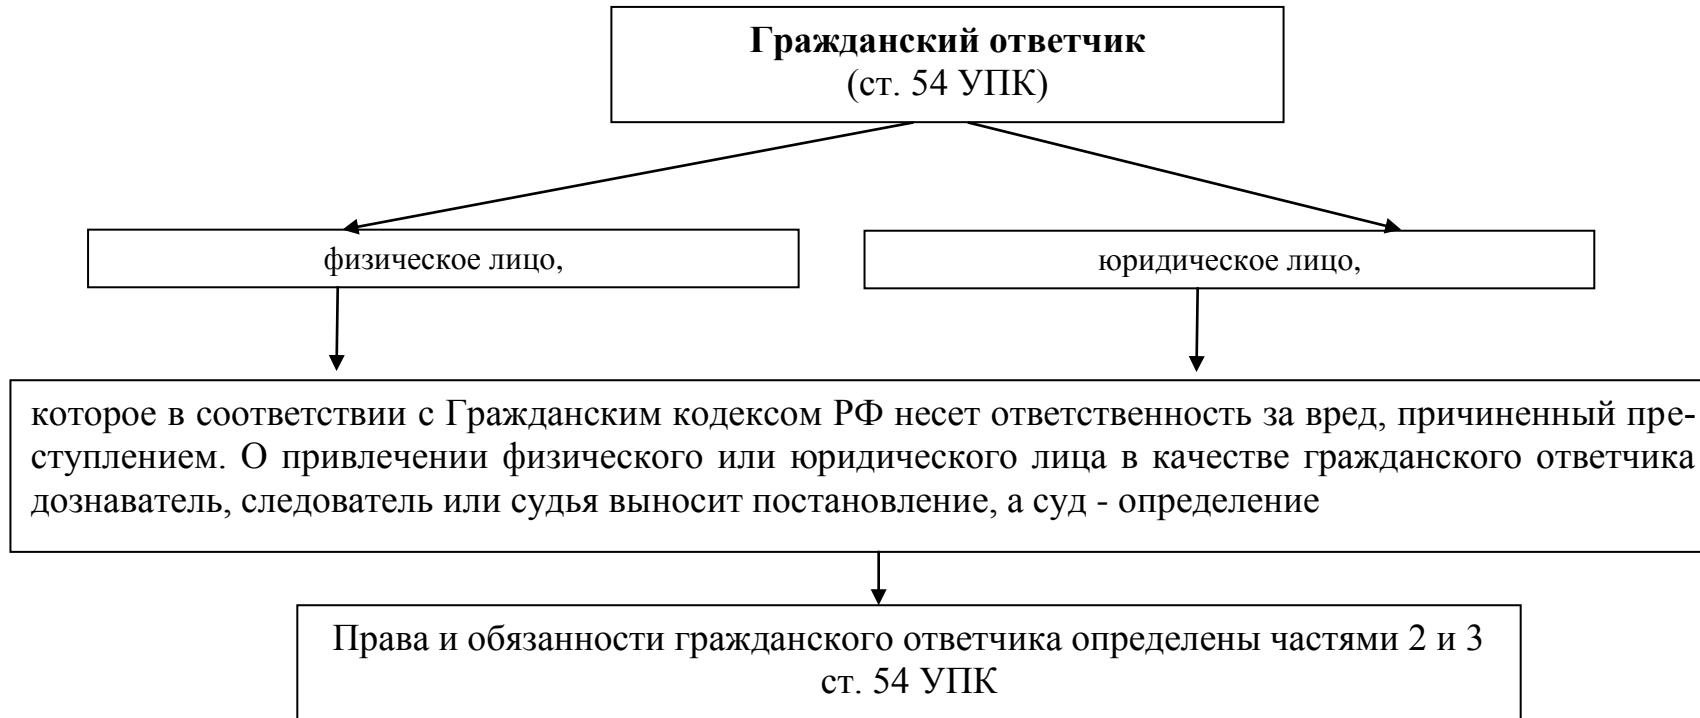 Гражданский ответчик
(ст. 54 УПК)
физическое лицо,
юридическое лицо,
которое в соответствии с Гражданским кодексом РФ несет ответственность за вред, причиненный пре-
ступлением. О привлечении физического или юридического лица в качестве гражданского ответчика
дознаватель, следователь или судья выносит постановление, а суд - определение
Права и обязанности гражданского ответчика определены частями 2 и 3
ст. 54 УПК